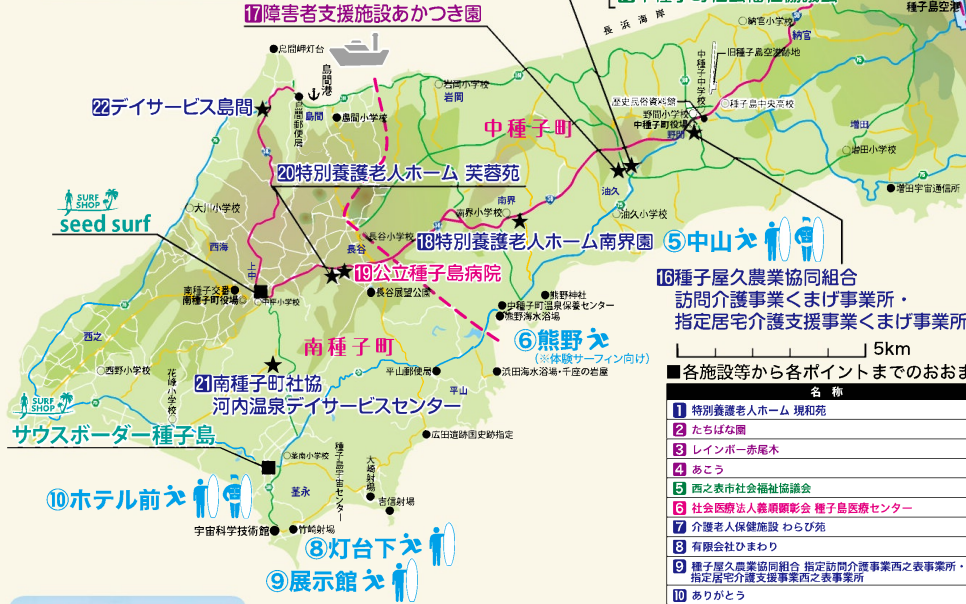 17障害者支援施設あかつき園
種子島空港
長浜海岸
納官小学校
納官
島間岬灯台
島間港
旧種子島空港跡地
中種子中学校
岩岡小学校
岩岡
歴史民俗資料館
種子島中央高校
22デイサービス島間
島間郵便局
島間
島間小学校
中種子町
野間小学校
中種子町役場
野間
増田
増田小学校
20特別養護老人ホーム 芙蓉苑
油久
増田宇宙通信所
SURF SHOP
seed surf
大川小学校
南界
南界小学校
油久小学校
西海
長谷小学校
長谷
18特別養護老人ホーム南界園
⑤中山
上中
19公立種子島病院
16種子屋久農業協同組合
訪問介護事業くまげ事業所・
指定居宅介護支援事業くまげ事業所
南種子交番
南種子町役場
中平小学校
長谷展望公園
熊野神社
中種子町温泉保養センター
熊野海水浴場
⑥熊野
(※体験サーフィン向け)
西之
南種子町
5km
西野小学校
花峰小学校
平山郵便局
浜田海水浴場・千座の岩屋
平山
■各施設等から各ポイントまでのおおま
21南種子町社協
河内温泉デイサービスセンター
名 称
1 特別養護老人ホーム 現和苑
2 たちばな園
3 レインボー赤尾木
4 あこう
5 西之表市社会福祉協議会
6 社会医療法人義順顕彰会 種子島医療センター
7 介護老人保健施設 わらび苑
8 有限会社ひまわり
9 種子屋久農業協同組合 指定訪問介護事業西之表事業所・
指定居宅介護支援事業西之表事業所
10 ありがとう
SURF SHOP
サウスボーダー種子島
広田遺跡国史跡指定
茎南小学校
種子島宇宙センター
大崎射場
茎永
吉信射場
⑩ホテル前
宇宙科学技術館
竹崎射場
⑧灯台下
⑨展示館